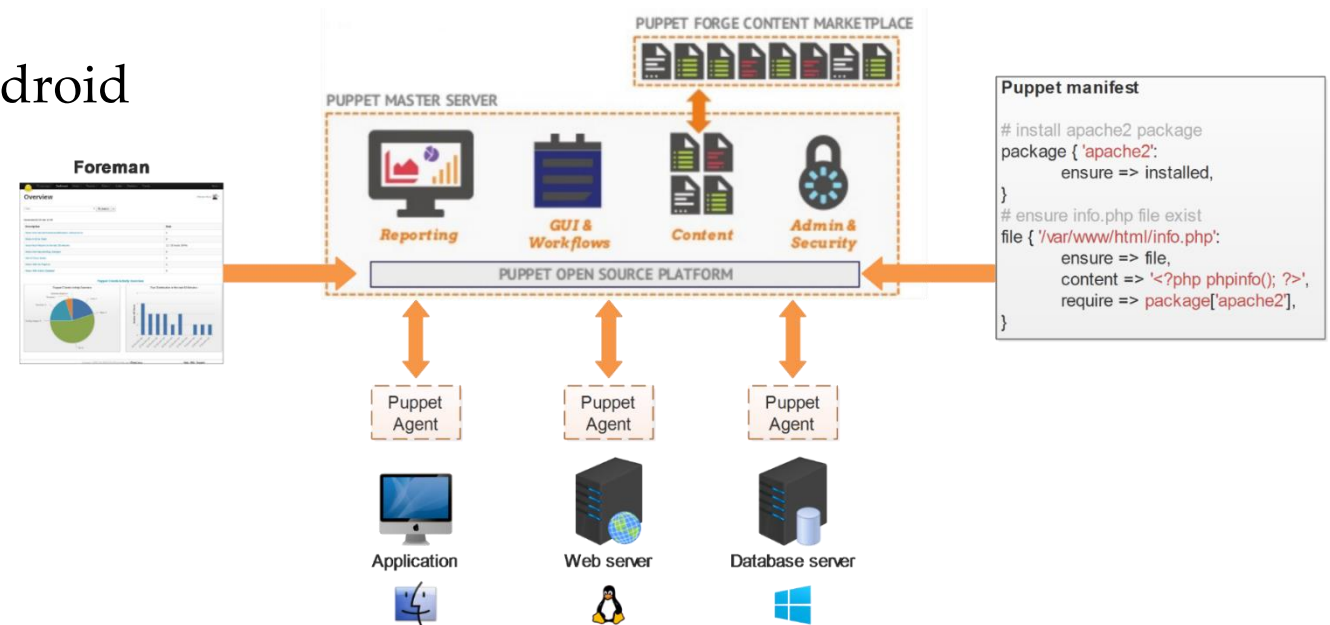 droid
PUPPET FORGE CONTENT MARKETPLACE
PUPPET MASTER SERVER
Foreman
Overview
Reporting
GUI &
Workflows
Content
Admin &
Security
PUPPET OPEN SOURCE PLATFORM
Puppet manifest
# install apache2 package
package { 'apache2':
ensure => installed,
}
# ensure info.php file exist
file { '/var/www/html/info.php':
ensure => file,
content => '<?php phpinfo(); ?>',
require => package['apache2'],
}
Puppet
Agent
Puppet
Agent
Puppet
Agent
Application
Web server
Database server